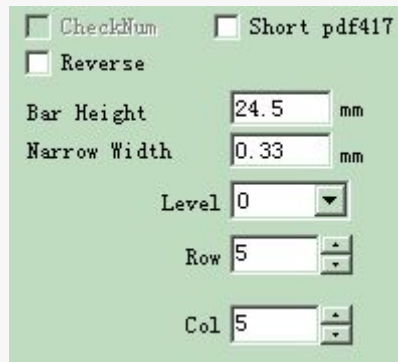 CheckNum Short pdf417
Reverse
Bar Height 24.5 mm
Narrow Width 0.33 mm
Level 0
Row 5
Col 5